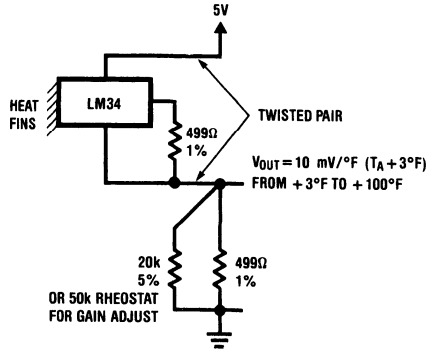 5V
HEAT
FINS
LM34
TWISTED PAIR
499Ω
1%
VOUT = 10 mV/°F (TA + 3°F)
FROM + 3°F TO + 100°F
20k
5%
499Ω
1%
OR 50k RHEOSTAT
FOR GAIN ADJUST